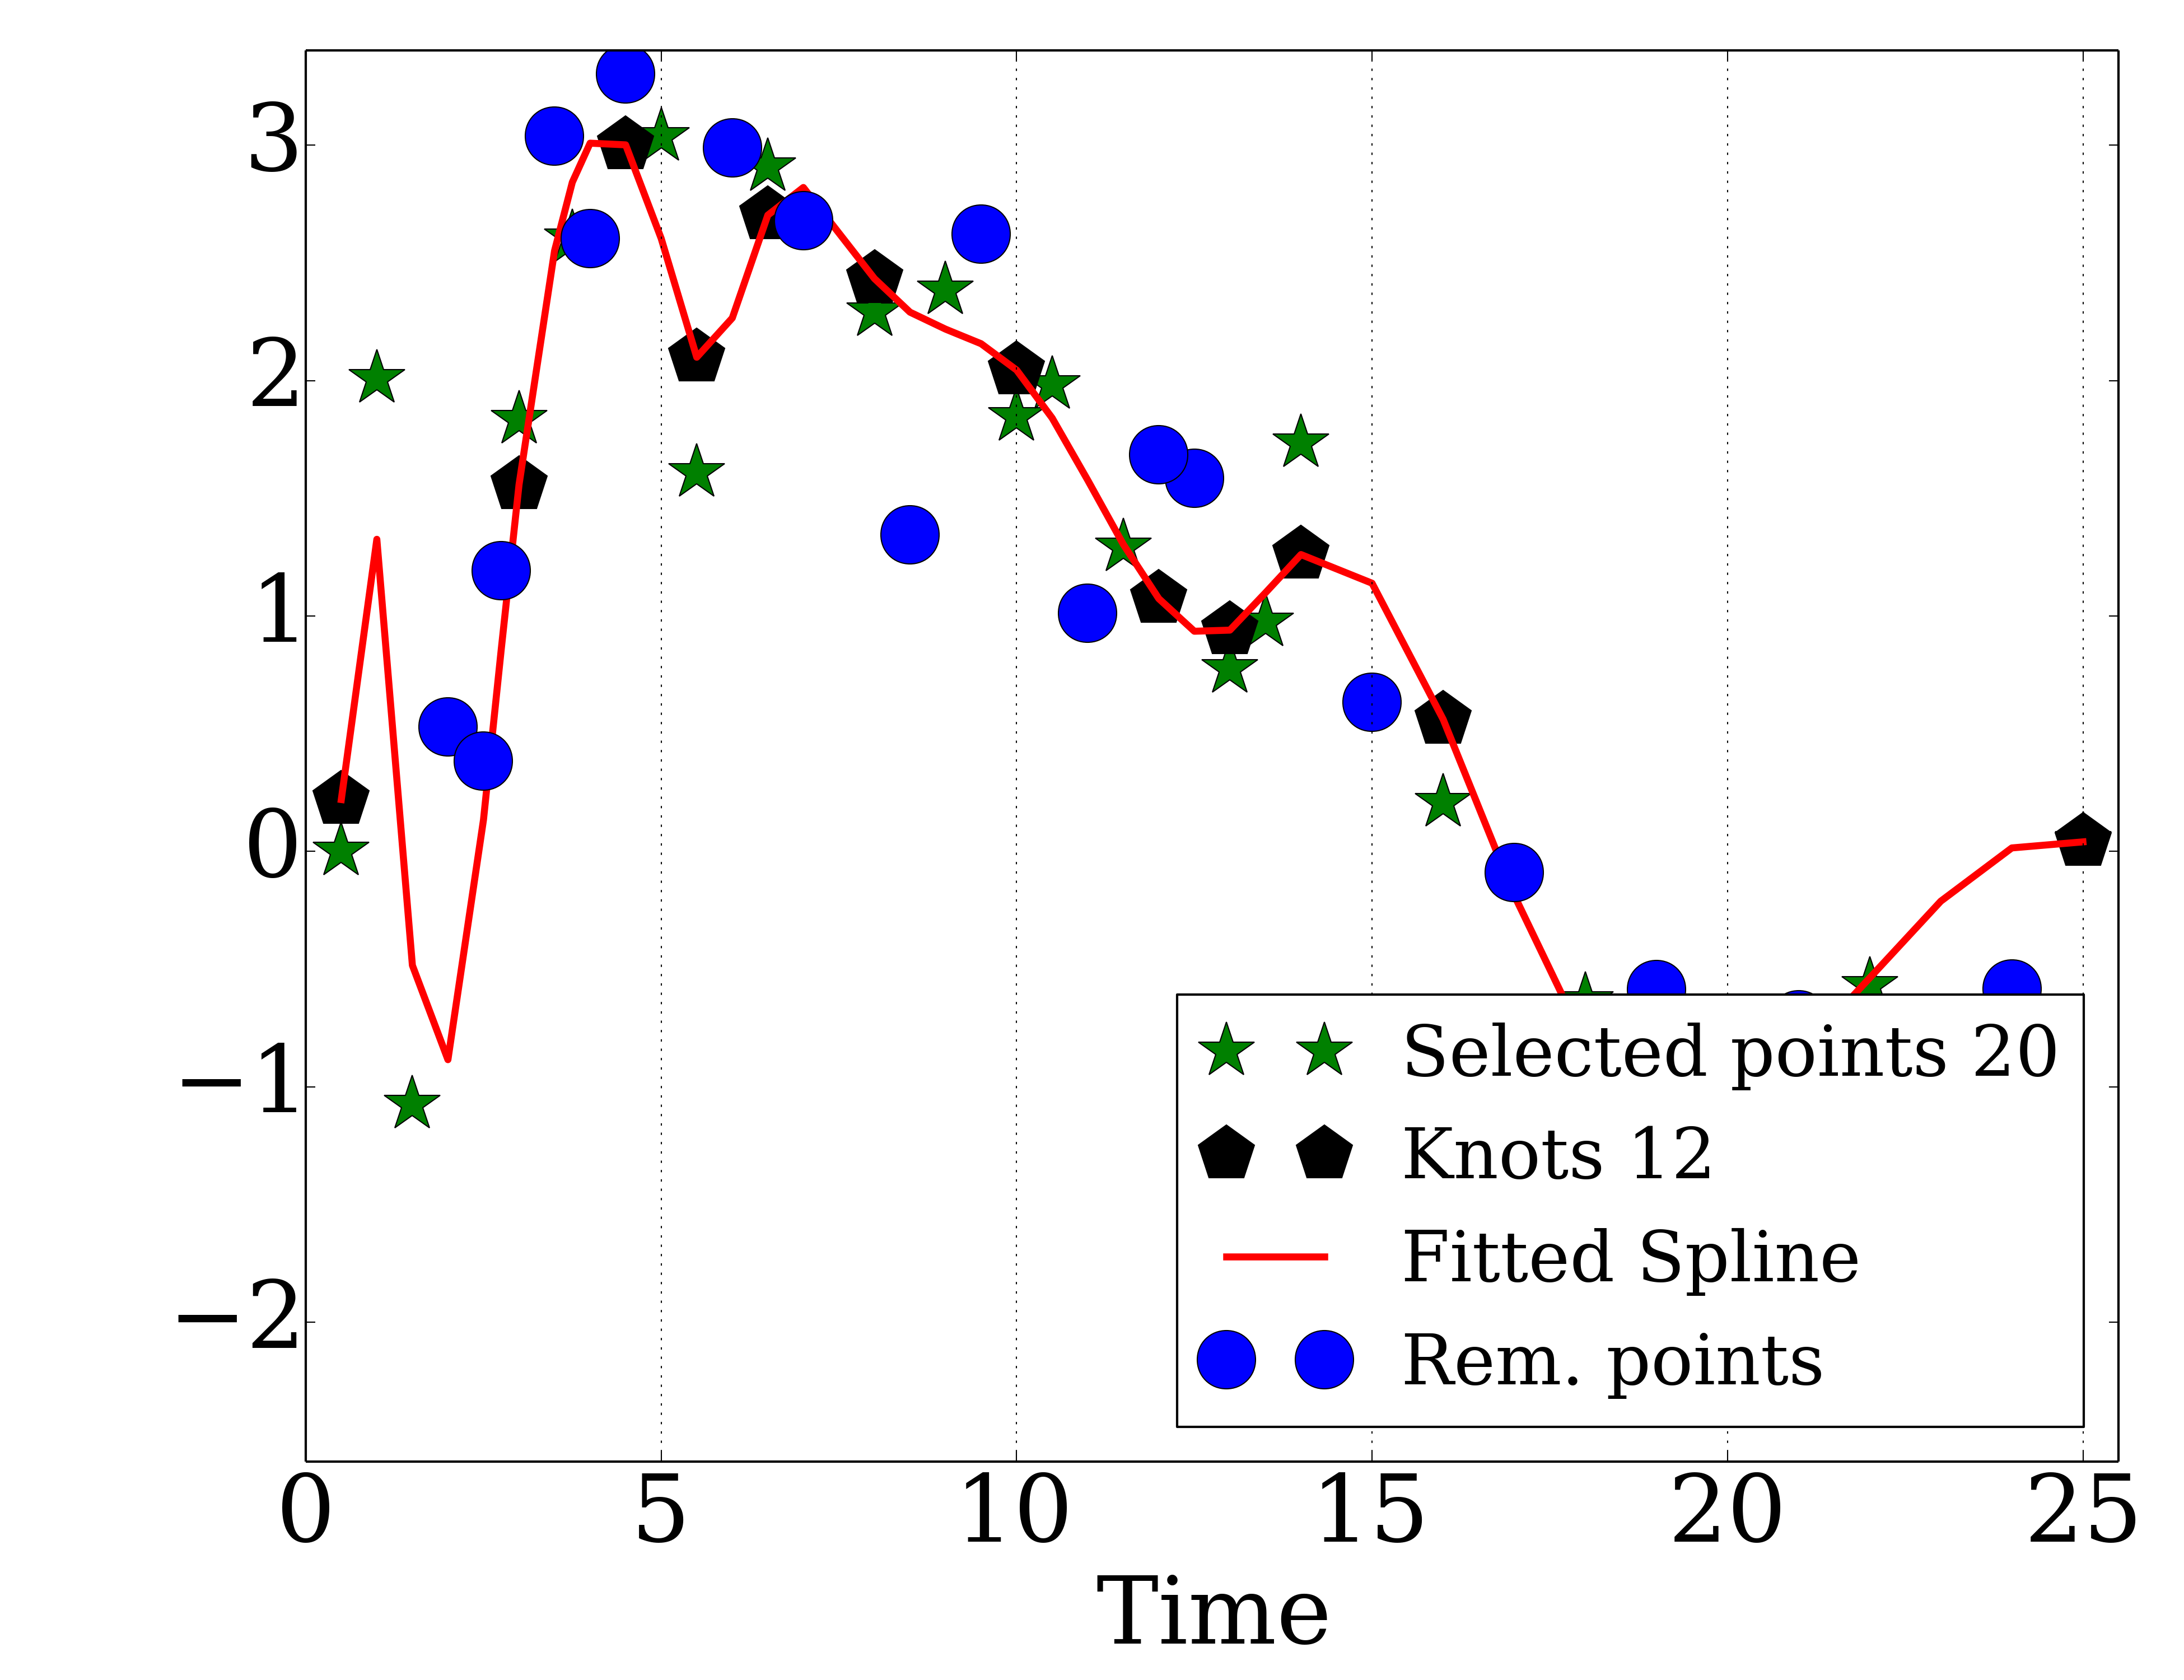 3
2
1
0
−1
−2
Selected points 20
Knots 12
Fitted Spline
Rem. points
0 5 10 15 20 25
Time